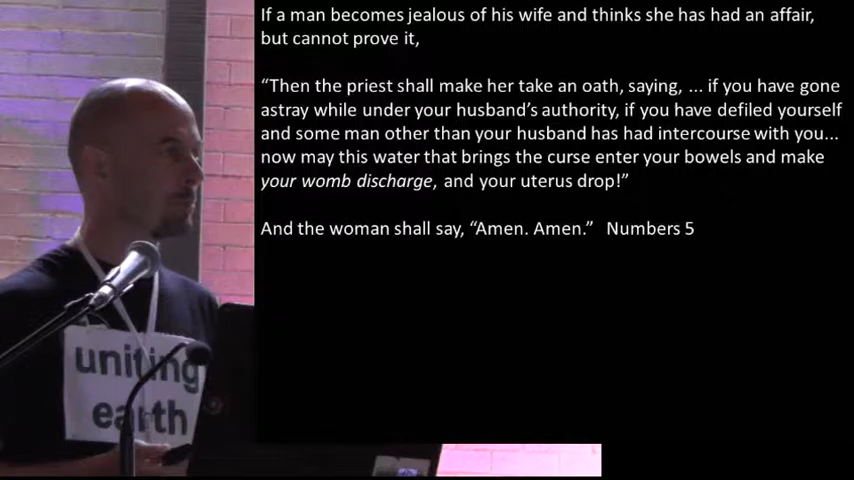 If a man becomes jealous of his wife and thinks she has had an affair,
but cannot prove it,
“Then the priest shall make her take an oath, saying, ... if you have gone
astray while under your husband’s authority, if you have defiled yourself
and some man other than your husband has had intercourse with you...
now may this water that brings the curse enter your bowels and make
your womb discharge, and your uterus drop!”
And the woman shall say, “Amen. Amen.”   Numbers 5
uniting
earth